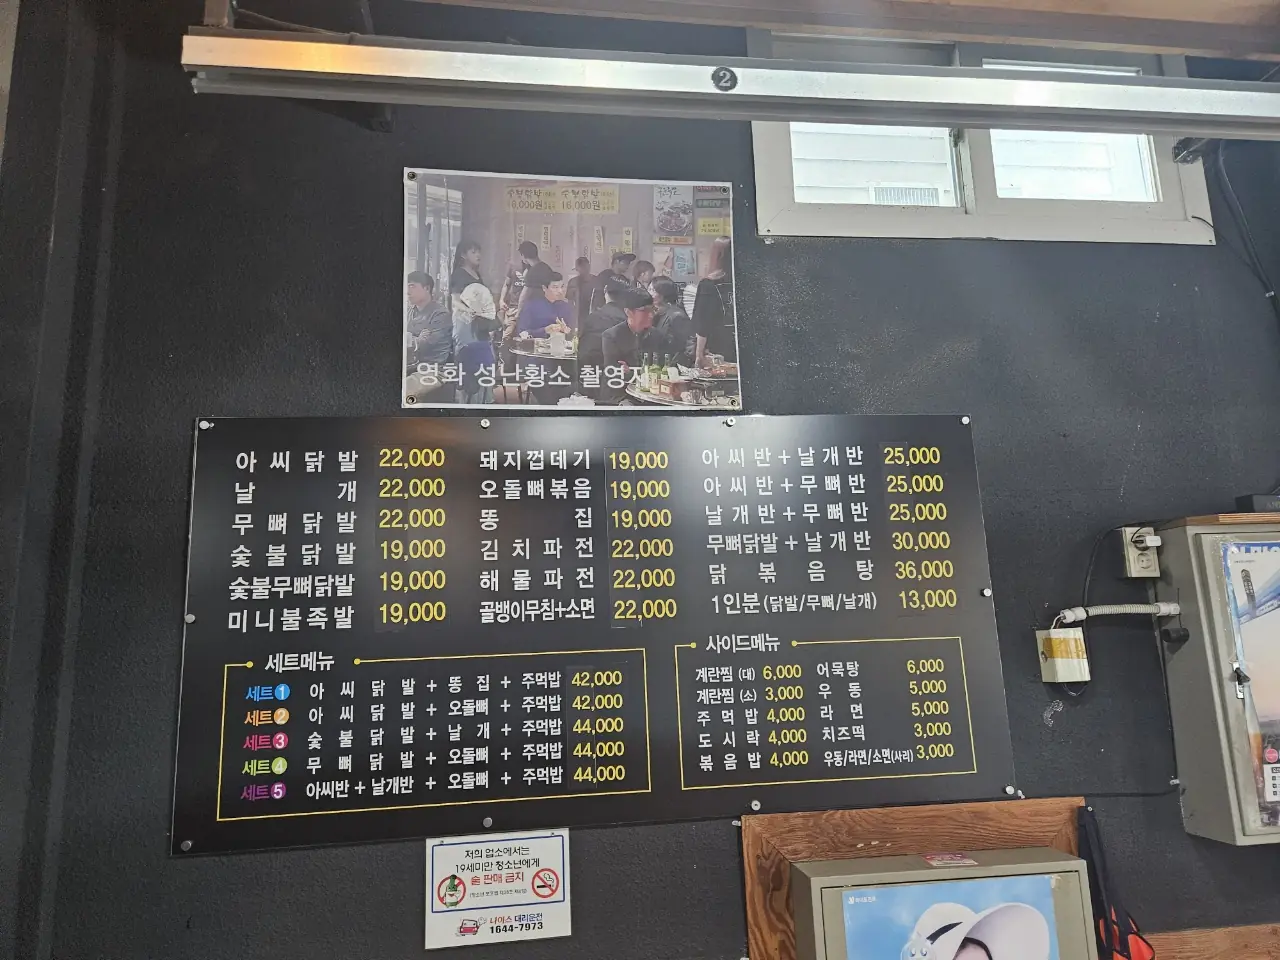 2
영화 성난황소 촬영지
아씨닭발 22,000
날개 22,000
무뼈닭발 22,000
숯불닭발 19,000
숯불무뼈닭발 19,000
미니불족발 19,000
돼지껍데기 19,000
오돌뼈볶음 19,000
똥집 19,000
김치파전 22,000
해물파전 22,000
골뱅이무침+소면 22,000
아씨반+날개반 25,000
아씨반+무뼈반 25,000
날개반+무뼈반 25,000
무뼈닭발+날개반 30,000
닭볶음탕 36,000
1인분(닭발/무뼈/날개) 13,000
세트메뉴
세트1 아씨닭발 + 똥집 + 주먹밥 42,000
세트2 아씨닭발 + 오돌뼈 + 주먹밥 42,000
세트3 숯불닭발 + 날개 + 주먹밥 44,000
세트4 무뼈닭발 + 오돌뼈 + 주먹밥 44,000
세트5 아씨반 + 날개반 + 오돌뼈 + 주먹밥 44,000
사이드메뉴
계란찜 (대) 6,000
계란찜 (소) 3,000
주먹밥 4,000
도시락 4,000
볶음밥 4,000
어묵탕 6,000
우동 5,000
라면 5,000
치즈떡 3,000
우동/라면/소면(사리) 3,000
저희 업소에서는
19세미만 청소년에게
술 판매 금지
나이스 대리운전
1644-7973